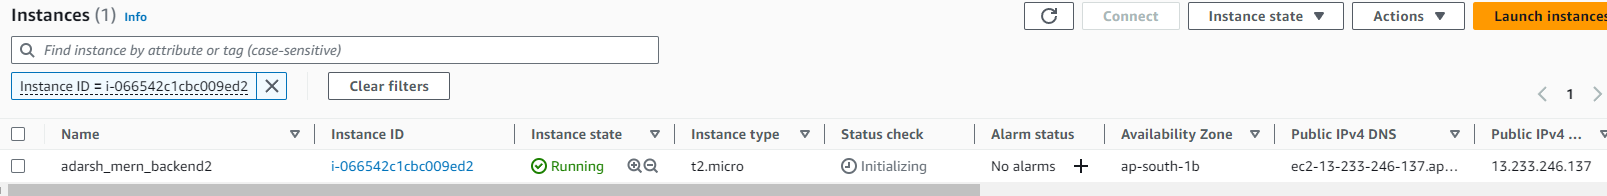 Instances (1) Info
Connect Instance state Actions Launch instances
Find instance by attribute or tag (case-sensitive)
Instance ID = i-066542c1cbc009ed2 Clear filters
1
Name Instance ID Instance state Instance type Status check Alarm status Availability Zone Public IPv4 DNS Public IPv4 ...
adarsh_mern_backend2 i-066542c1cbc009ed2 Running t2.micro Initializing No alarms ap-south-1b ec2-13-233-246-137.ap... 13.233.246.137